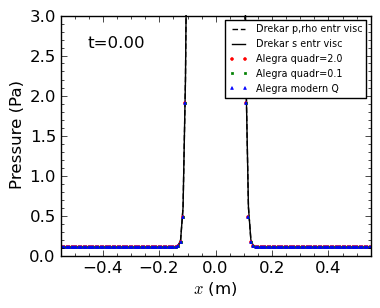 3.0
2.5
2.0
1.5
1.0
0.5
0.0
Pressure (Pa)
t=0.00
Drekar p,rho entr visc
Drekar s entr visc
Alegra quadr=2.0
Alegra quadr=0.1
Alegra modern Q
−0.4 −0.2 0.0 0.2 0.4
x (m)